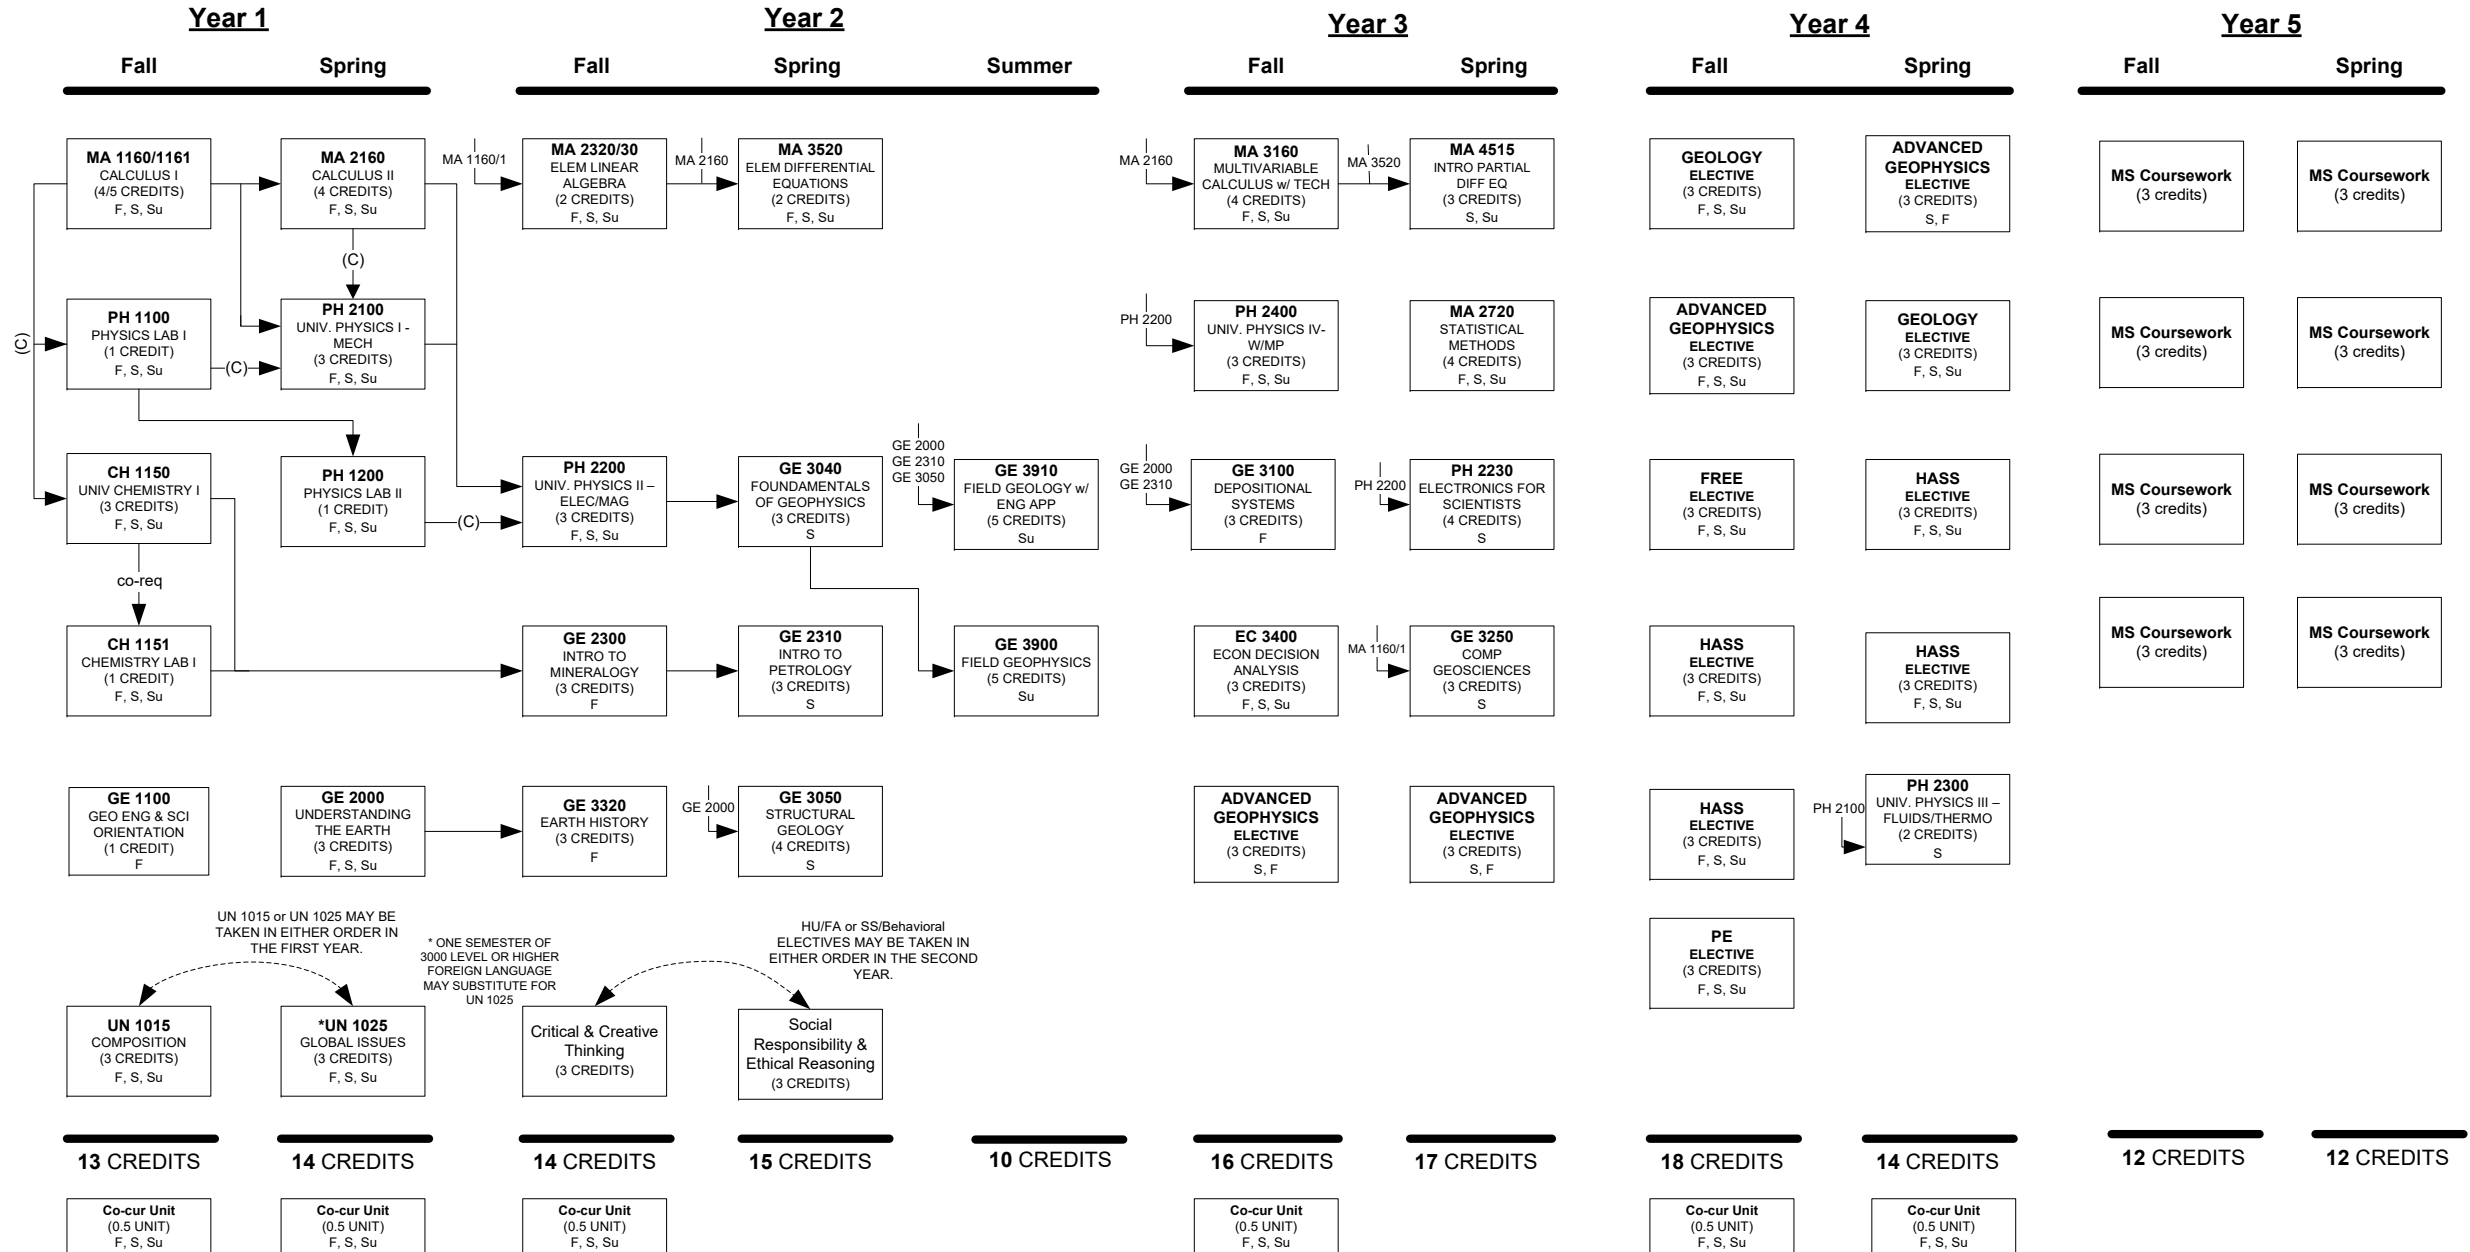 Year 1
Year 2
Year 3
Year 4
Year 5
Fall
Spring
Fall
Spring
Summer
Fall
Spring
Fall
Spring
Fall
Spring
MA 1160/1161
CALCULUS I
(4/5 CREDITS)
F, S, Su
MA 2160
CALCULUS II
(4 CREDITS)
F, S, Su
MA 1160/1
MA 2320/30
ELEM LINEAR
ALGEBRA
(2 CREDITS)
F, S, Su
MA 2160
MA 3520
ELEM DIFFERENTIAL
EQUATIONS
(2 CREDITS)
F, S, Su
MA 2160
MA 3160
MULTIVARIABLE
CALCULUS w/ TECH
(4 CREDITS)
F, S, Su
MA 3520
MA 4515
INTRO PARTIAL
DIFF EQ
(3 CREDITS)
S, Su
GEOLOGY
ELECTIVE
(3 CREDITS)
F, S, Su
ADVANCED
GEOPHYSICS
ELECTIVE
(3 CREDITS)
S, F
MS Coursework
(3 credits)
MS Coursework
(3 credits)
(C)
(C)
PH 1100
PHYSICS LAB I
(1 CREDIT)
F, S, Su
(C)
PH 2100
UNIV. PHYSICS I -
MECH
(3 CREDITS)
F, S, Su
PH 2200
PH 2400
UNIV. PHYSICS IV-
W/MP
(3 CREDITS)
F, S, Su
MA 2720
STATISTICAL
METHODS
(4 CREDITS)
F, S, Su
ADVANCED
GEOPHYSICS
ELECTIVE
(3 CREDITS)
F, S, Su
GEOLOGY
ELECTIVE
(3 CREDITS)
F, S, Su
MS Coursework
(3 credits)
MS Coursework
(3 credits)
CH 1150
UNIV CHEMISTRY I
(3 CREDITS)
F, S, Su
PH 1200
PHYSICS LAB II
(1 CREDIT)
F, S, Su
(C)
PH 2200
UNIV. PHYSICS II –
ELEC/MAG
(3 CREDITS)
F, S, Su
GE 3040
FOUNDAMENTALS
OF GEOPHYSICS
(3 CREDITS)
S
GE 2000
GE 2310
GE 3050
GE 3910
FIELD GEOLOGY w/
ENG APP
(5 CREDITS)
Su
GE 2000
GE 2310
GE 3100
DEPOSITIONAL
SYSTEMS
(3 CREDITS)
F
PH 2200
PH 2230
ELECTRONICS FOR
SCIENTISTS
(4 CREDITS)
S
FREE
ELECTIVE
(3 CREDITS)
F, S, Su
HASS
ELECTIVE
(3 CREDITS)
F, S, Su
MS Coursework
(3 credits)
MS Coursework
(3 credits)
co-req
CH 1151
CHEMISTRY LAB I
(1 CREDIT)
F, S, Su
GE 2300
INTRO TO
MINERALOGY
(3 CREDITS)
F
GE 2310
INTRO TO
PETROLOGY
(3 CREDITS)
S
GE 3900
FIELD GEOPHYSICS
(5 CREDITS)
Su
EC 3400
ECON DECISION
ANALYSIS
(3 CREDITS)
F, S, Su
MA 1160/1
GE 3250
COMP
GEOSCIENCES
(3 CREDITS)
S
HASS
ELECTIVE
(3 CREDITS)
F, S, Su
HASS
ELECTIVE
(3 CREDITS)
F, S, Su
MS Coursework
(3 credits)
MS Coursework
(3 credits)
GE 1100
GEO ENG & SCI
ORIENTATION
(1 CREDIT)
F
GE 2000
UNDERSTANDING
THE EARTH
(3 CREDITS)
F, S, Su
GE 3320
EARTH HISTORY
(3 CREDITS)
F
GE 2000
GE 3050
STRUCTURAL
GEOLOGY
(4 CREDITS)
S
ADVANCED
GEOPHYSICS
ELECTIVE
(3 CREDITS)
S, F
ADVANCED
GEOPHYSICS
ELECTIVE
(3 CREDITS)
S, F
HASS
ELECTIVE
(3 CREDITS)
F, S, Su
PH 2100
PH 2300
UNIV. PHYSICS III –
FLUIDS/THERMO
(2 CREDITS)
S
UN 1015 or UN 1025 MAY BE
TAKEN IN EITHER ORDER IN
THE FIRST YEAR.
* ONE SEMESTER OF
3000 LEVEL OR HIGHER
FOREIGN LANGUAGE
MAY SUBSTITUTE FOR
UN 1025
HU/FA or SS/Behavioral
ELECTIVES MAY BE TAKEN IN
EITHER ORDER IN THE SECOND
YEAR.
PE
ELECTIVE
(3 CREDITS)
F, S, Su
UN 1015
COMPOSITION
(3 CREDITS)
F, S, Su
*UN 1025
GLOBAL ISSUES
(3 CREDITS)
F, S, Su
Critical & Creative
Thinking
(3 CREDITS)
Social
Responsibility &
Ethical Reasoning
(3 CREDITS)
13 CREDITS
14 CREDITS
14 CREDITS
15 CREDITS
10 CREDITS
16 CREDITS
17 CREDITS
18 CREDITS
14 CREDITS
12 CREDITS
12 CREDITS
Co-cur Unit
(0.5 UNIT)
F, S, Su
Co-cur Unit
(0.5 UNIT)
F, S, Su
Co-cur Unit
(0.5 UNIT)
F, S, Su
Co-cur Unit
(0.5 UNIT)
F, S, Su
Co-cur Unit
(0.5 UNIT)
F, S, Su
Co-cur Unit
(0.5 UNIT)
F, S, Su